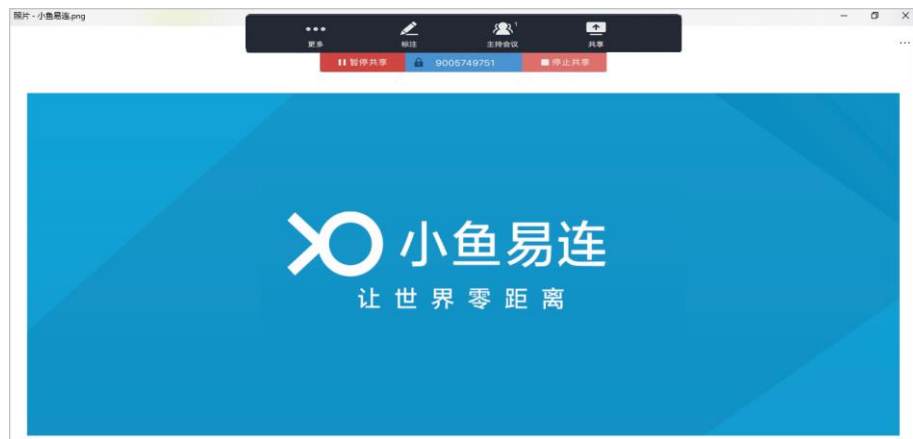 照片 - 小鱼易连.png
更多 标注 主持会议 1 共享
暂停共享 9005749751 停止共享
小鱼易连
让世界零距离